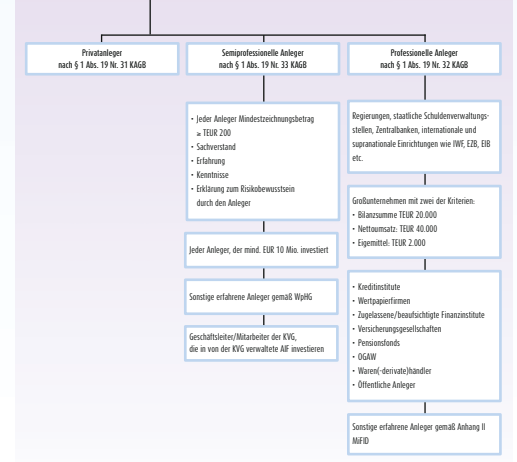 Privatanleger
nach § 1 Abs. 19 Nr. 31 KAGB
Semiprofessionelle Anleger
nach § 1 Abs. 19 Nr. 33 KAGB
• Jeder Anleger Mindestzeichnungsbetrag
≥ TEUR 200
• Sachverstand
• Erfahrung
• Kenntnisse
• Erklärung zum Risikobewusstsein
durch den Anleger
Jeder Anleger, der mind. EUR 10 Mio. investiert
Sonstige erfahrene Anleger gemäß WpHG
Geschäftsleiter/Mitarbeiter der KVG,
die in von der KVG verwaltete AIF investieren
Professionelle Anleger
nach § 1 Abs. 19 Nr. 32 KAGB
Regierungen, staatliche Schuldenverwaltungs-
stellen, Zentralbanken, internationale und
supranationale Einrichtungen wie IWF, EZB, EIB
etc.
Großunternehmen mit zwei der Kriterien:
• Bilanzsumme TEUR 20.000
• Nettoumsatz: TEUR 40.000
• Eigemittel: TEUR 2.000
• Kreditinstitute
• Wertpapierfirmen
• Zugelassene/beaufsichtigte Finanzinstitute
• Versicherungsgesellschaften
• Pensionsfonds
• OGAW
• Waren(-derivate)händler
• Öffentliche Anleger
Sonstige erfahrene Anleger gemäß Anhang II
MiFID